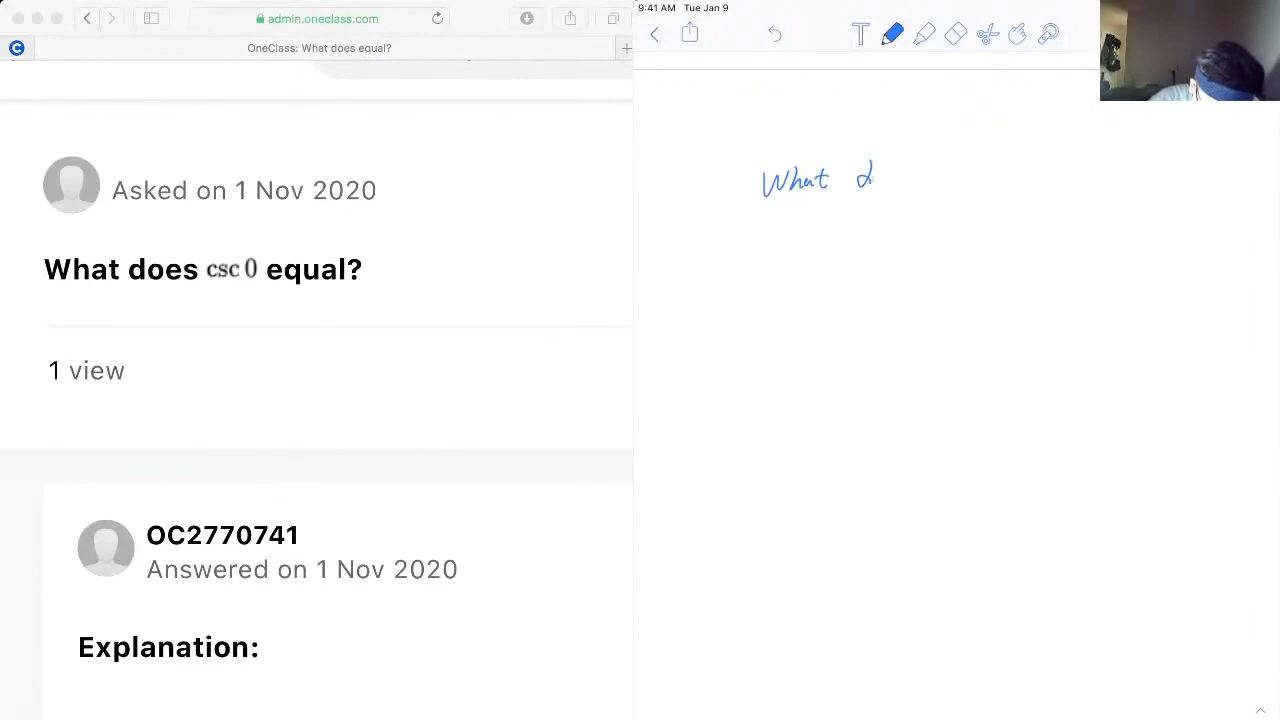 admin.oneclass.com
OneClass: What does equal?
Asked on 1 Nov 2020
What does csc 0 equal?
1 view
OC2770741
Answered on 1 Nov 2020
Explanation:
9:41 AM Tue Jan 9
T
What d